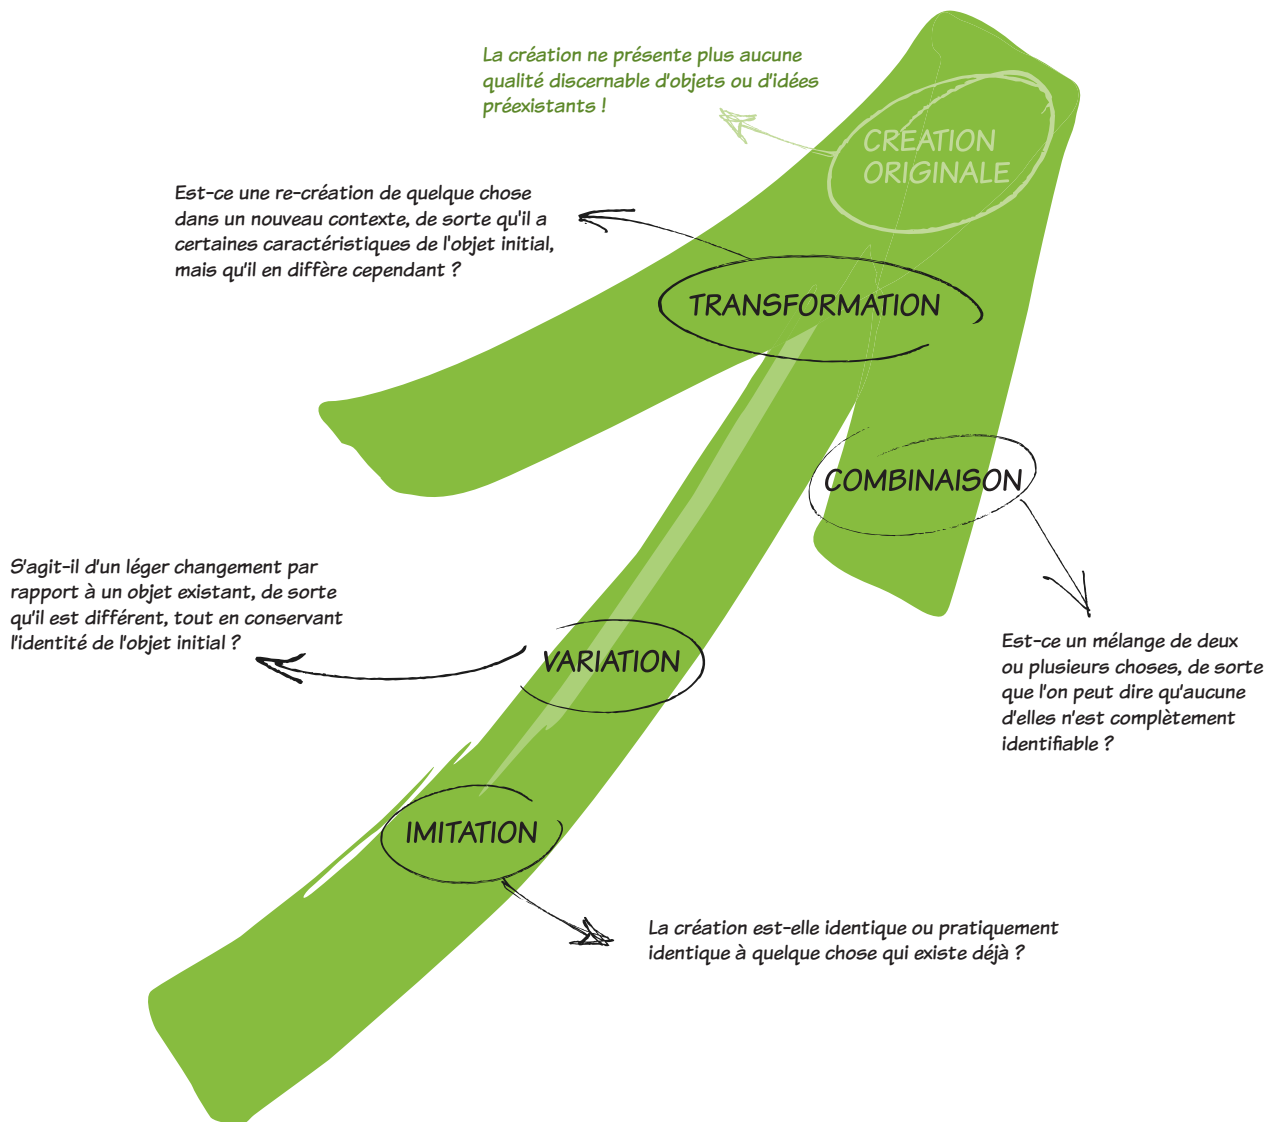 La création ne présente plus aucune
qualité discernable d'objets ou d'idées
préexistants !
CRÉATION
ORIGINALE
Est-ce une re-création de quelque chose
dans un nouveau contexte, de sorte qu'il a
certaines caractéristiques de l'objet initial,
mais qu'il en diffère cependant ?
TRANSFORMATION
COMBINAISON
S'agit-il d'un léger changement par
rapport à un objet existant, de sorte
qu'il est différent, tout en conservant
l'identité de l'objet initial ?
VARIATION
Est-ce un mélange de deux
ou plusieurs choses, de sorte
que l'on peut dire qu'aucune
d'elles n'est complètement
identifiable ?
IMITATION
La création est-elle identique ou pratiquement
identique à quelque chose qui existe déjà ?